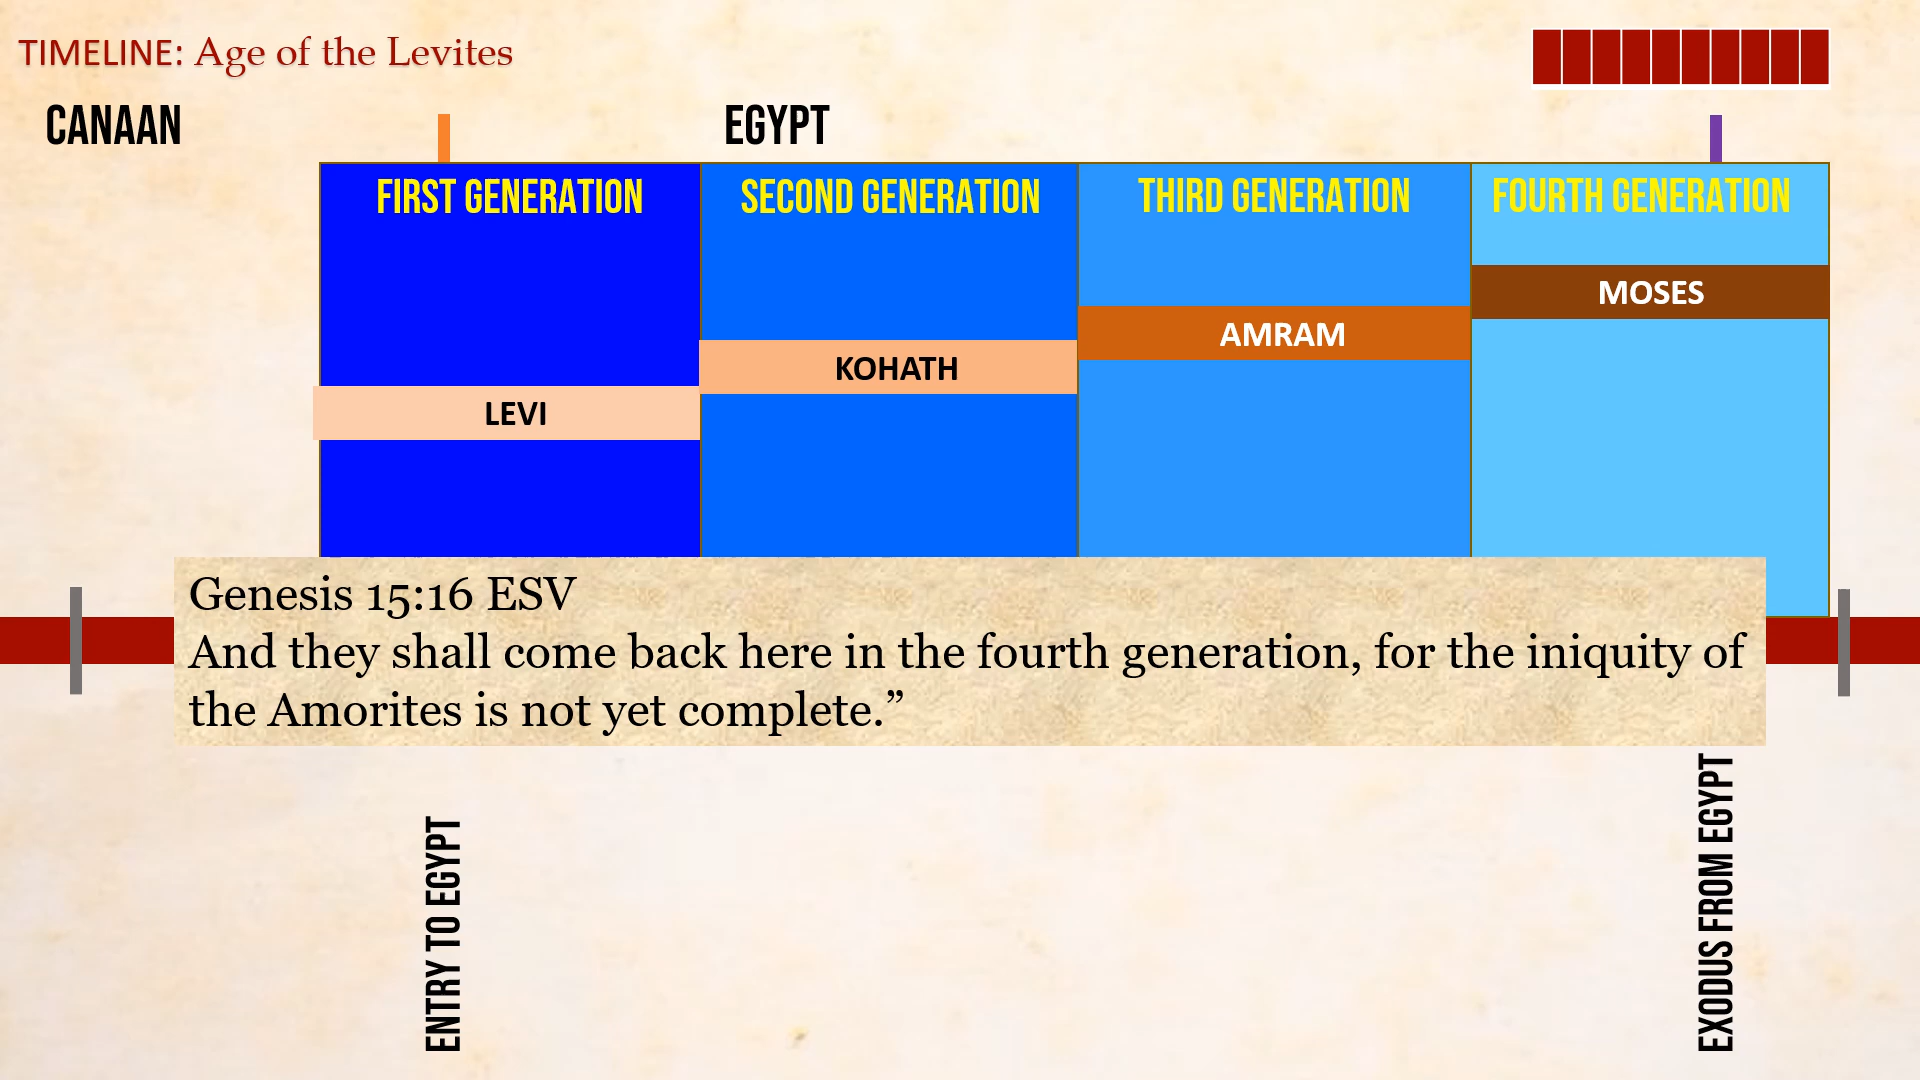 TIMELINE: Age of the Levites
CANAAN
EGYPT
FIRST GENERATION
SECOND GENERATION
THIRD GENERATION
FOURTH GENERATION
MOSES
AMRAM
KOHATH
LEVI
Genesis 15:16 ESV
And they shall come back here in the fourth generation, for the iniquity of
the Amorites is not yet complete.”
ENTRY TO EGYPT
EXODUS FROM EGYPT